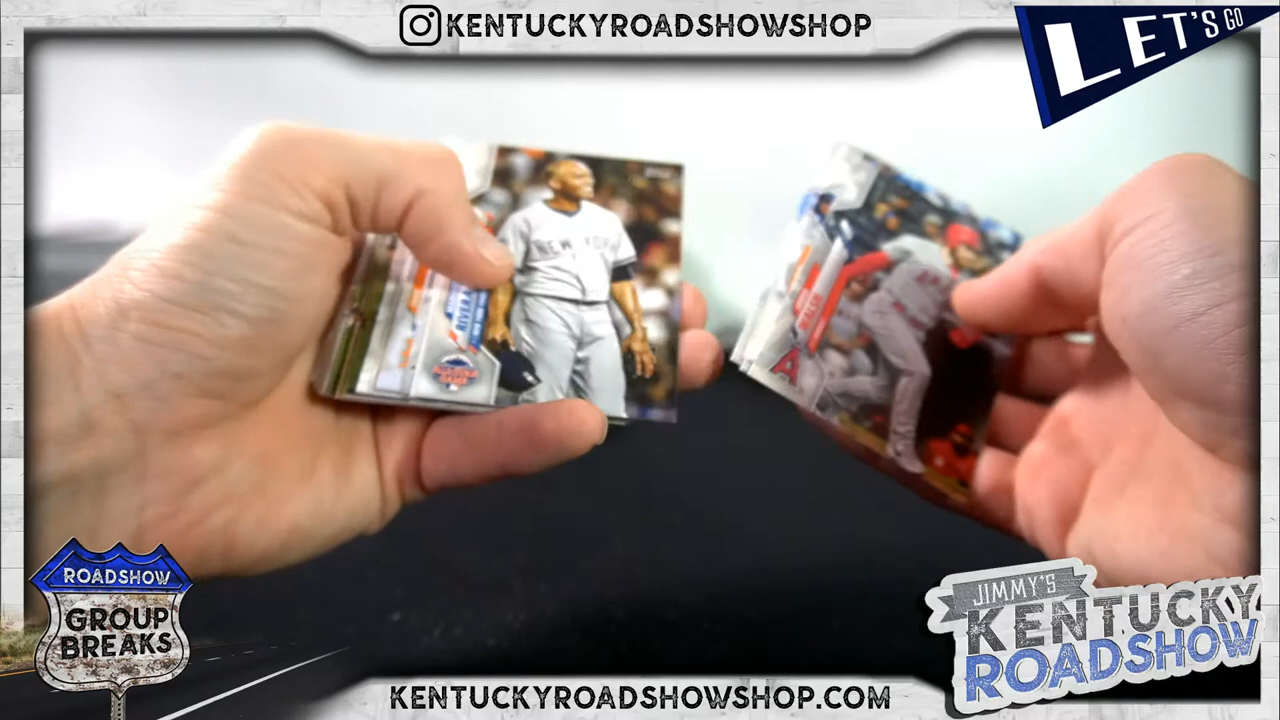 KENTUCKYROADSHOWSHOP
LET'S GO
NEW YORK
A
ROADSHOW
GROUP
BREAKS
JIMMY'S
KENTUCKY
ROADSHOW
KENTUCKYROADSHOWSHOP.COM